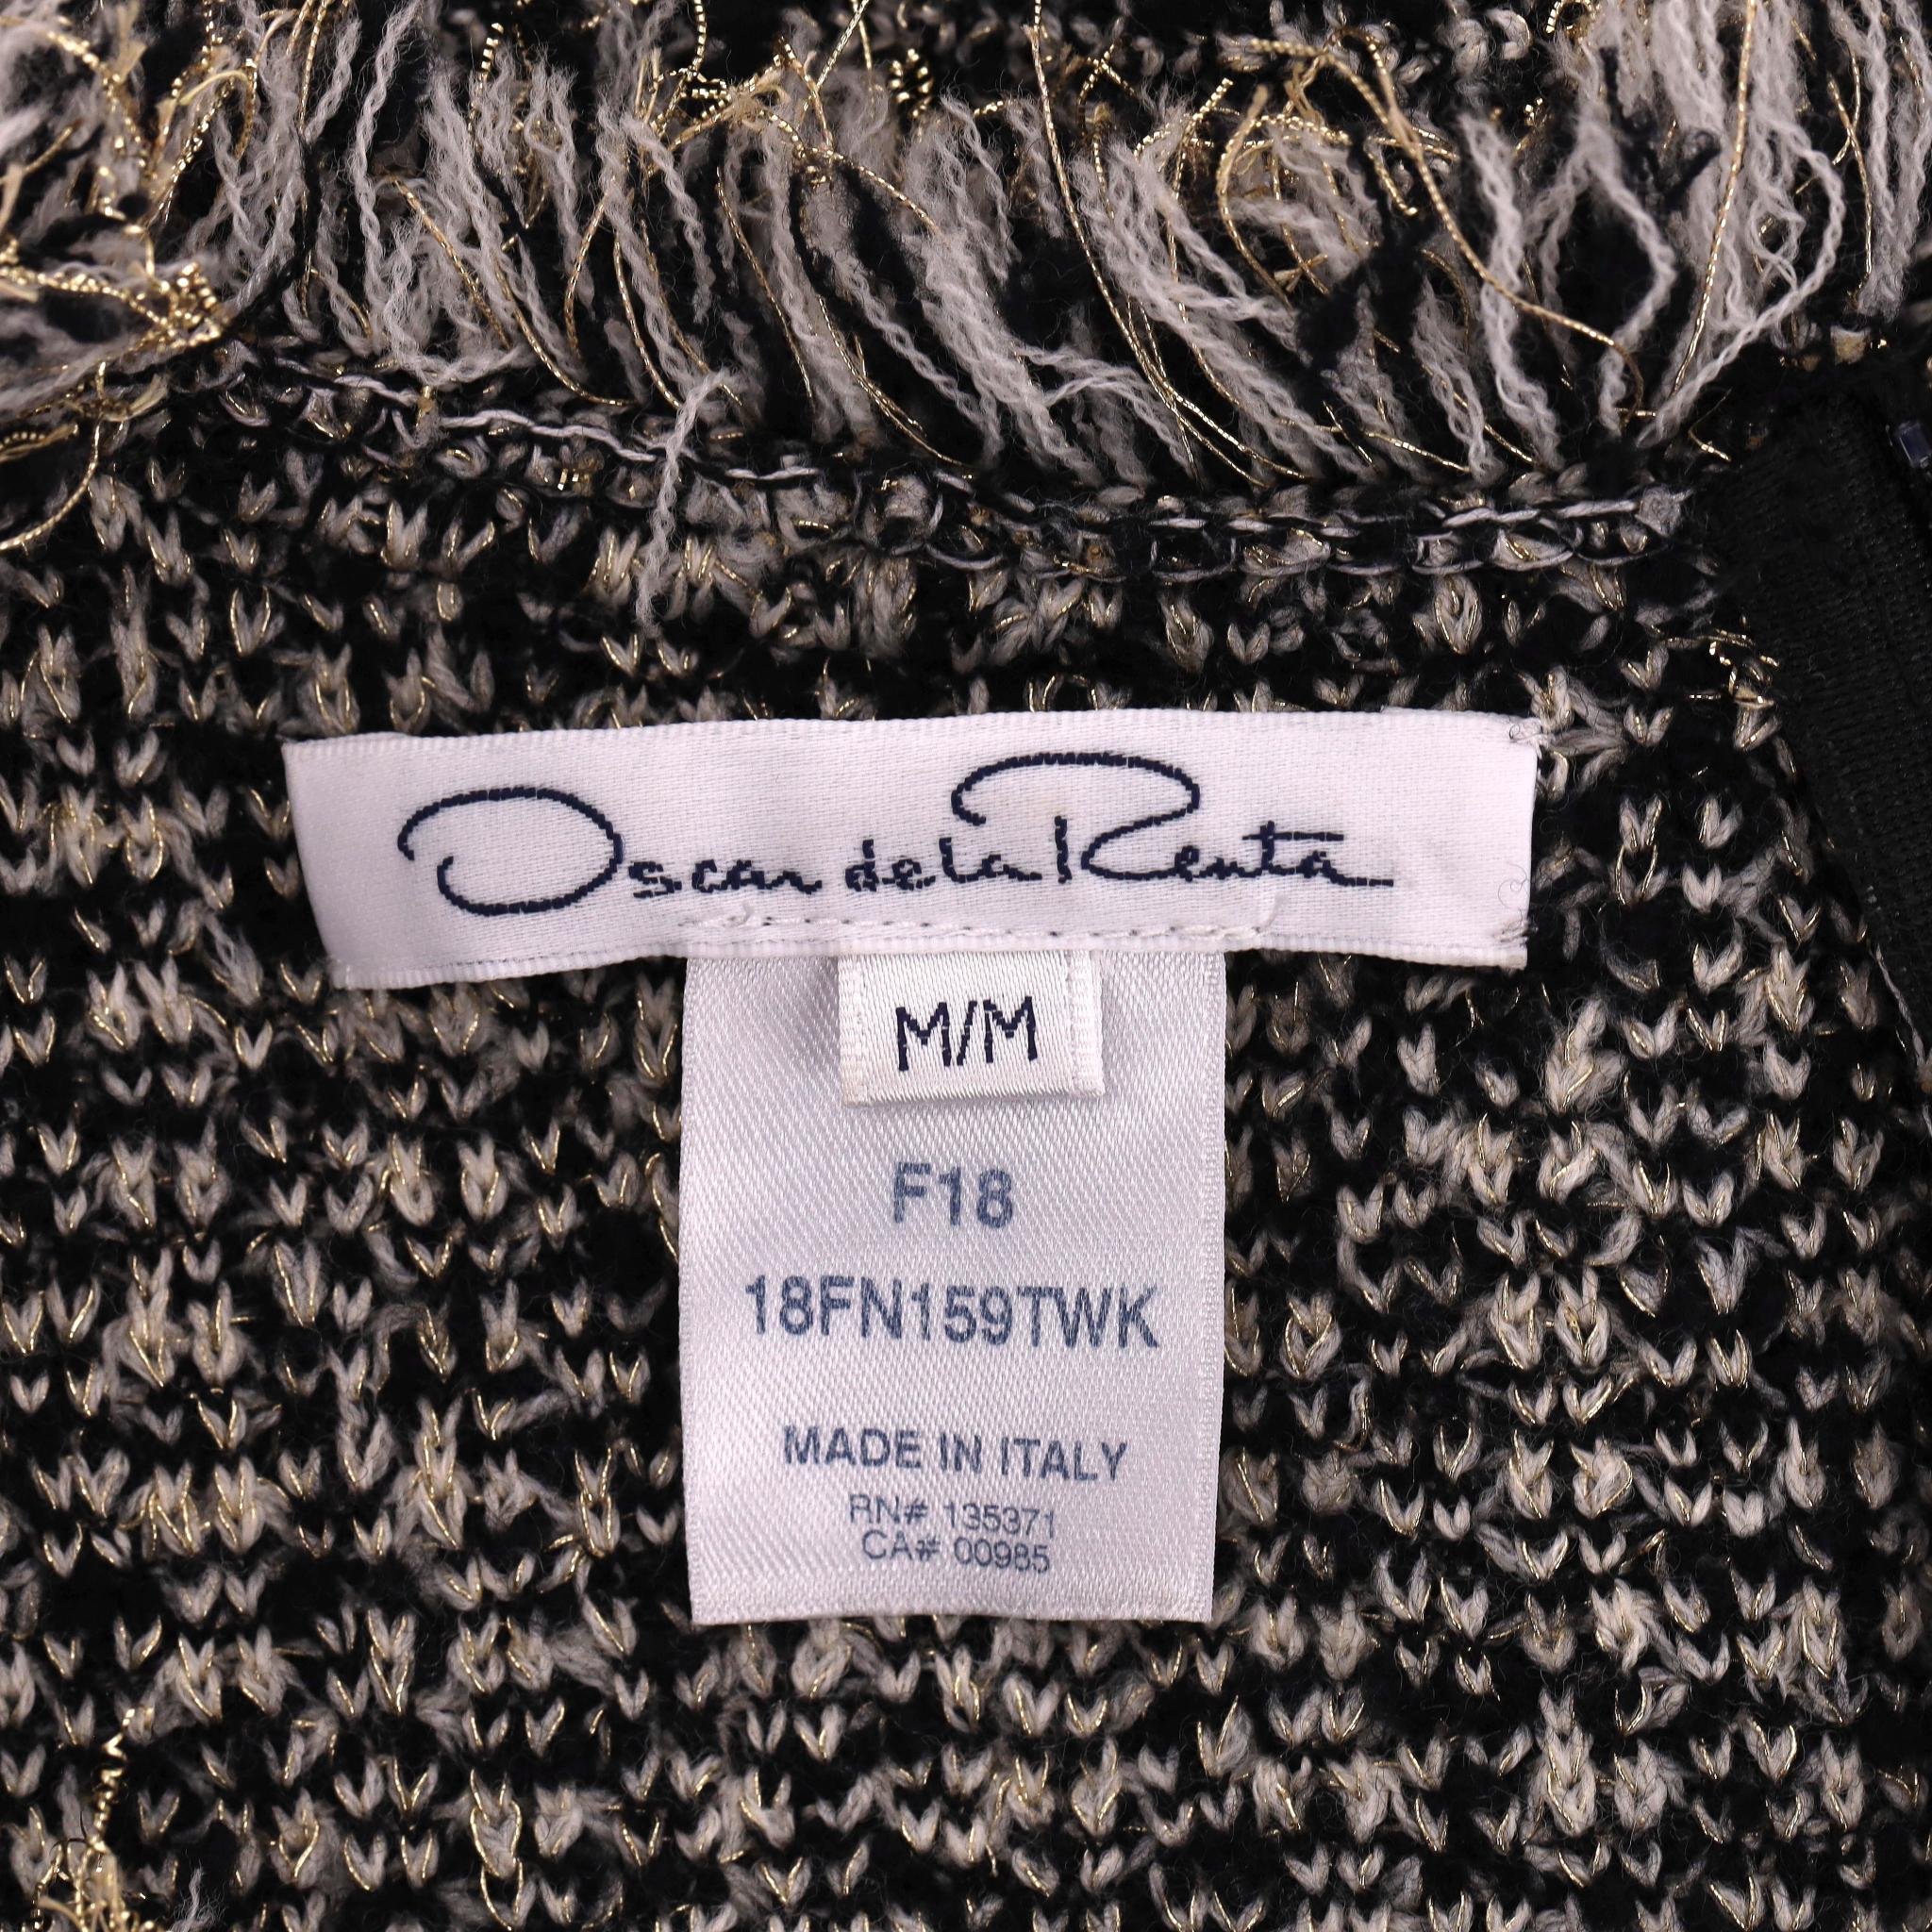 Oscar de la Renta
M/M
F18
18FN159TWK
MADE IN ITALY
RN# 135371
CA# 00985